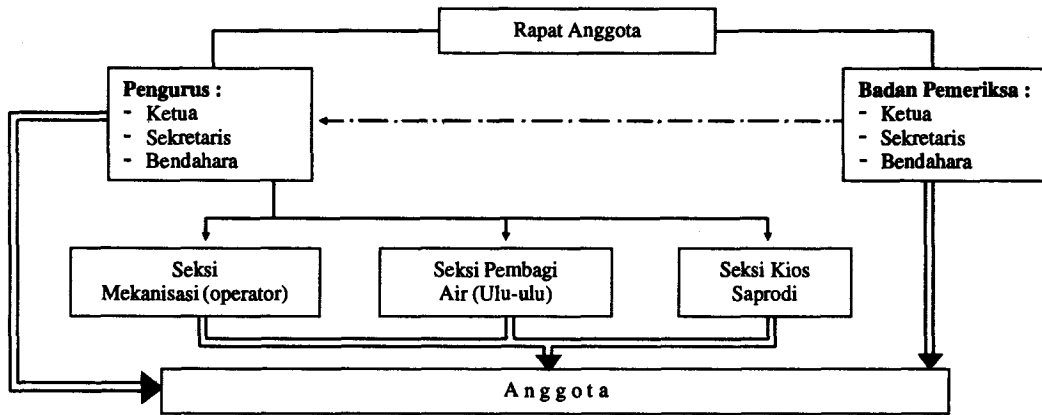 Rapat Anggota
Pengurus :
- Ketua
- Sekretaris
- Bendahara
Badan Pemeriksa :
- Ketua
- Sekretaris
- Bendahara
Seksi
Mekanisasi (operator)
Seksi Pembagi
Air (Ulu-ulu)
Seksi Kios
Saprodi
A n g g o t a